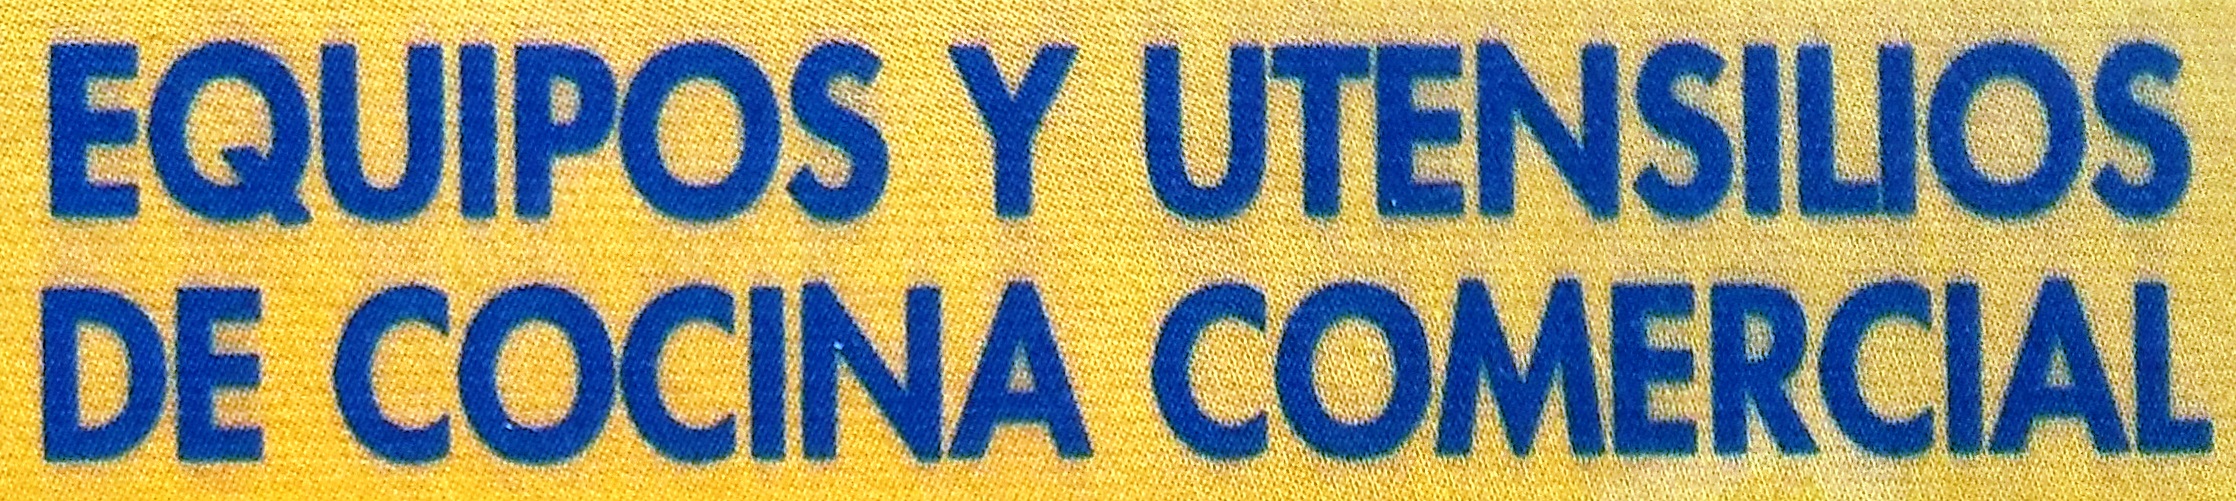 EQUIPOS Y UTENSILIOS
DE COCINA COMERCIAL